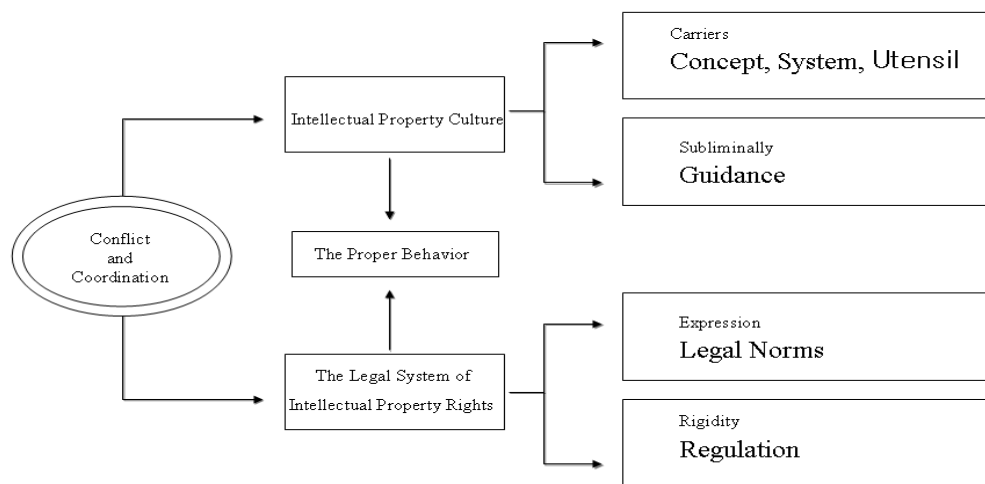 Carriers
Concept, System, Utensil
Intellectual Property Culture
Subliminally
Guidance
Conflict
and
Coordination
The Proper Behavior
Expression
Legal Norms
The Legal System of
Intellectual Property Rights
Rigidity
Regulation